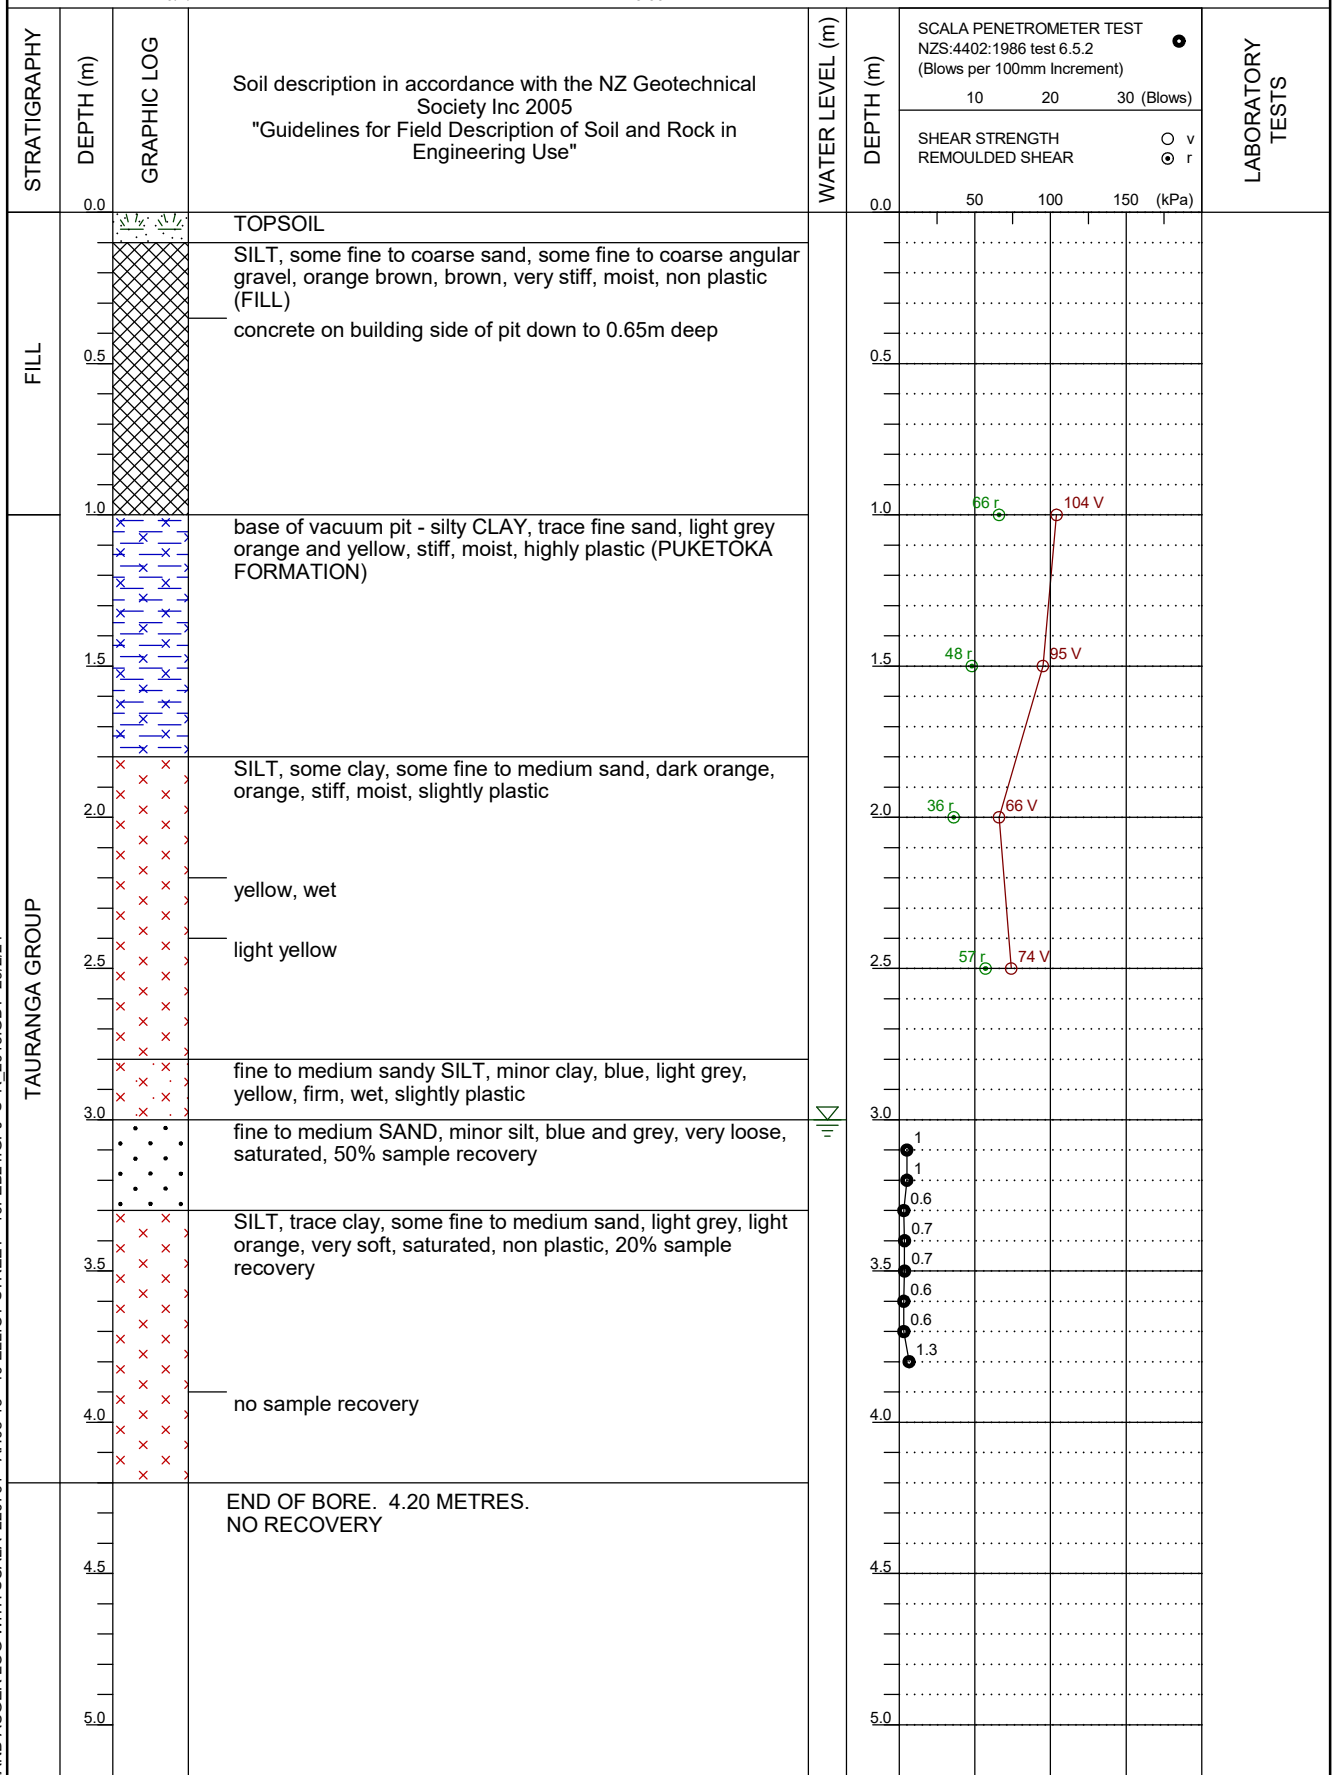 STRATIGRAPHY
DEPTH (m)
GRAPHIC LOG
Soil description in accordance with the NZ Geotechnical
Society Inc 2005
"Guidelines for Field Description of Soil and Rock in
Engineering Use"
WATER LEVEL (m)
DEPTH (m)
SCALA PENETROMETER TEST
NZS:4402:1986 test 6.5.2
(Blows per 100mm Increment)
10 20 30 (Blows)
SHEAR STRENGTH v
REMOULDED SHEAR r
50 100 150 (kPa)
LABORATORY
TESTS
0.0 0.0
TOPSOIL
SILT, some fine to coarse sand, some fine to coarse angular
gravel, orange brown, brown, very stiff, moist, non plastic
(FILL)
concrete on building side of pit down to 0.65m deep
FILL
0.5 0.5
1.0 1.0
66 r 104 V
base of vacuum pit - silty CLAY, trace fine sand, light grey
orange and yellow, stiff, moist, highly plastic (PUKETOKA
FORMATION)
1.5 1.5
48 r 95 V
SILT, some clay, some fine to medium sand, dark orange,
orange, stiff, moist, slightly plastic
2.0 2.0
36 r 66 V
yellow, wet
light yellow
TAURANGA GROUP
2.5 2.5
57 r 74 V
fine to medium sandy SILT, minor clay, blue, light grey,
yellow, firm, wet, slightly plastic
3.0 3.0
fine to medium SAND, minor silt, blue and grey, very loose,
saturated, 50% sample recovery
1
1
0.6
SILT, trace clay, some fine to medium sand, light grey, light
orange, very soft, saturated, non plastic, 20% sample
recovery
0.7
3.5 3.5
0.7
0.6
0.6
1.3
no sample recovery
4.0 4.0
END OF BORE. 4.20 METRES.
NO RECOVERY
4.5 4.5
5.0 5.0